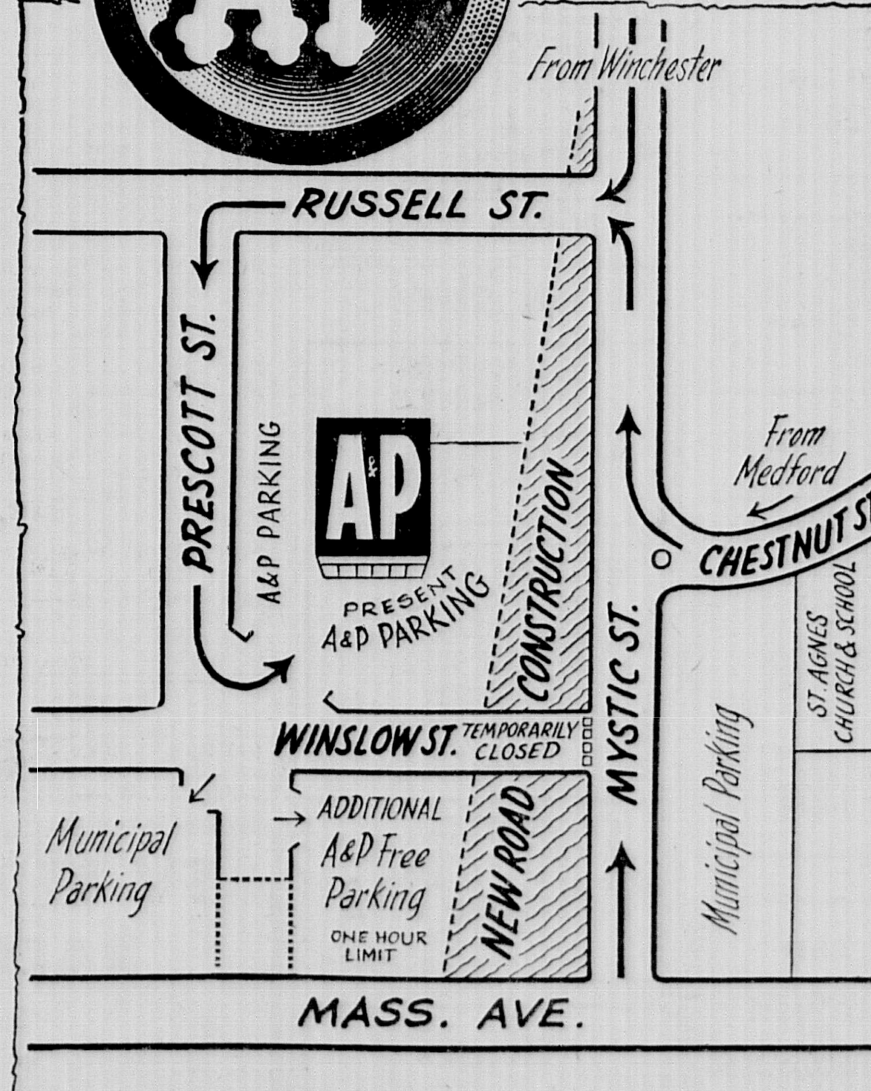 From Winchester
RUSSELL ST.
PRESCOTT ST.
A&P PARKING
A&P
PRESENT
A&P PARKING
CONSTRUCTION
From
Medford
CHESTNUT ST
ST. AGNES
CHURCH & SCHOOL
MYSTIC ST.
WINSLOW ST. TEMPORARILY
CLOSED
Municipal
Parking
ADDITIONAL
A&P Free
Parking
ONE HOUR
LIMIT
NEW ROAD
Municipal Parking
MASS. AVE.